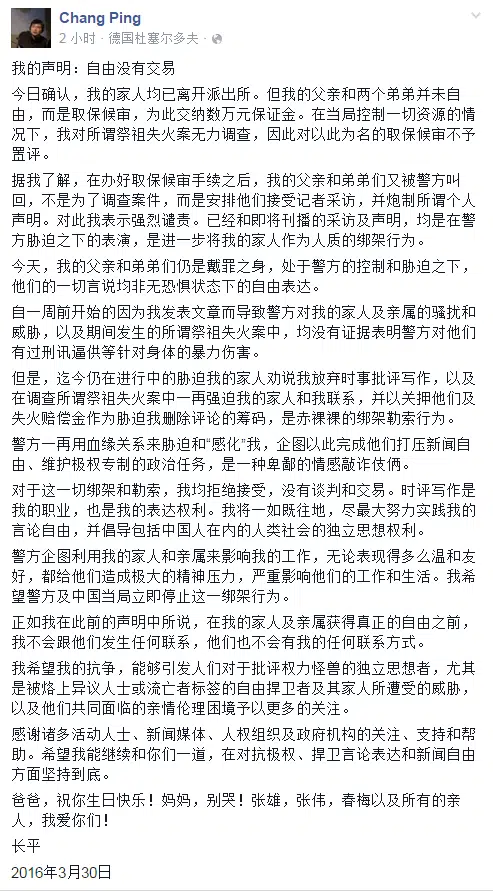 Chang Ping
2 小时 · 德国杜塞尔多夫 ·
我的声明：自由没有交易
今日确认，我的家人均已离开派出所。但我的父亲和两个弟弟并未自
由，而是取保候审，为此交纳数万元保证金。在当局控制一切资源的情
况下，我对所谓祭祖失火案无力调查，因此对以此为名的取保候审不予
置评。
据我了解，在办好取保候审手续之后，我的父亲和弟弟们又被警方叫
回，不是为了调查案件，而是安排他们接受记者采访，并炮制所谓个人
声明。对此我表示强烈谴责。已经和即将刊播的采访及声明，均是在警
方胁迫之下的表演，是进一步将我的家人作为人质的绑架行为。
今天，我的父亲和弟弟们仍是戴罪之身，处于警方的控制和胁迫之下，
他们的一切言说均非无恐惧状态下的自由表达。
自一周前开始的因为我发表文章而导致警方对我的家人及亲属的骚扰和
威胁，以及期间发生的所谓祭祖失火案中，均没有证据表明警方对他们
有过刑讯逼供等针对身体的暴力伤害。
但是，迄今仍在进行中的胁迫我的家人劝说我放弃时事批评写作，以及
在调查所谓祭祖失火案中一再强迫我的家人和我联系，并以关押他们及
失火赔偿金作为胁迫我删除评论的筹码，是赤裸裸的绑架勒索行为。
警方一再用血缘关系来胁迫和“感化”我，企图以此完成他们打压新闻自
由、维护极权专制的政治任务，是一种卑鄙的情感敲诈伎俩。
对于这一切绑架和勒索，我均拒绝接受，没有谈判和交易。时评写作是
我的职业，也是我的表达权利。我将一如既往地，尽最大努力实践我的
言论自由，并倡导包括中国人在内的人类社会的独立思想权利。
警方企图利用我的家人和亲属来影响我的工作，无论表现得多么温和友
好，都给他们造成极大的精神压力，严重影响他们的工作和生活。我希
望警方及中国当局立即停止这一绑架行为。
正如我在此前的声明中所说，在我的家人及亲属获得真正的自由之前，
我不会跟他们发生任何联系，他们也不会有我的任何联系方式。
我希望我的抗争，能够引发人们对于批评权力怪兽的独立思想者，尤其
是被烙上异议人士或流亡者标签的自由捍卫者及其家人所遭受的威胁，
以及他们共同面临的亲情伦理困境予以更多的关注。
感谢诸多活动人士、新闻媒体、人权组织及政府机构的关注、支持和帮
助。希望我能继续和你们一道，在对抗极权、捍卫言论表达和新闻自由
方面坚持到底。
爸爸，祝你生日快乐！妈妈，别哭！张雄，张伟，春梅以及所有的亲
人，我爱你们！
长平
2016年3月30日